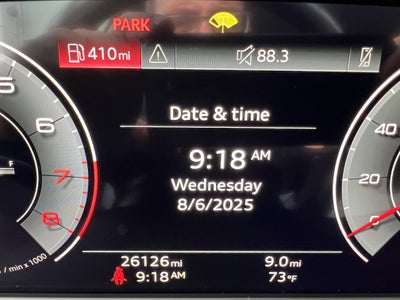 PARK
410mi
88.3
Date & time
9:18 AM
Wednesday
8/6/2025
5
6
7
8
F
/ min x 1000
40
20
0
26126mi
9.0mi
9:18AM
73°F